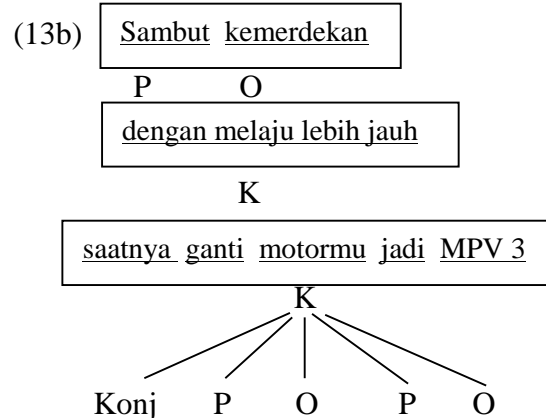 (13b) Sambut kemerdekan
P O
dengan melaju lebih jauh
K
saatnya ganti motormu jadi MPV 3
K
Konj P O P O